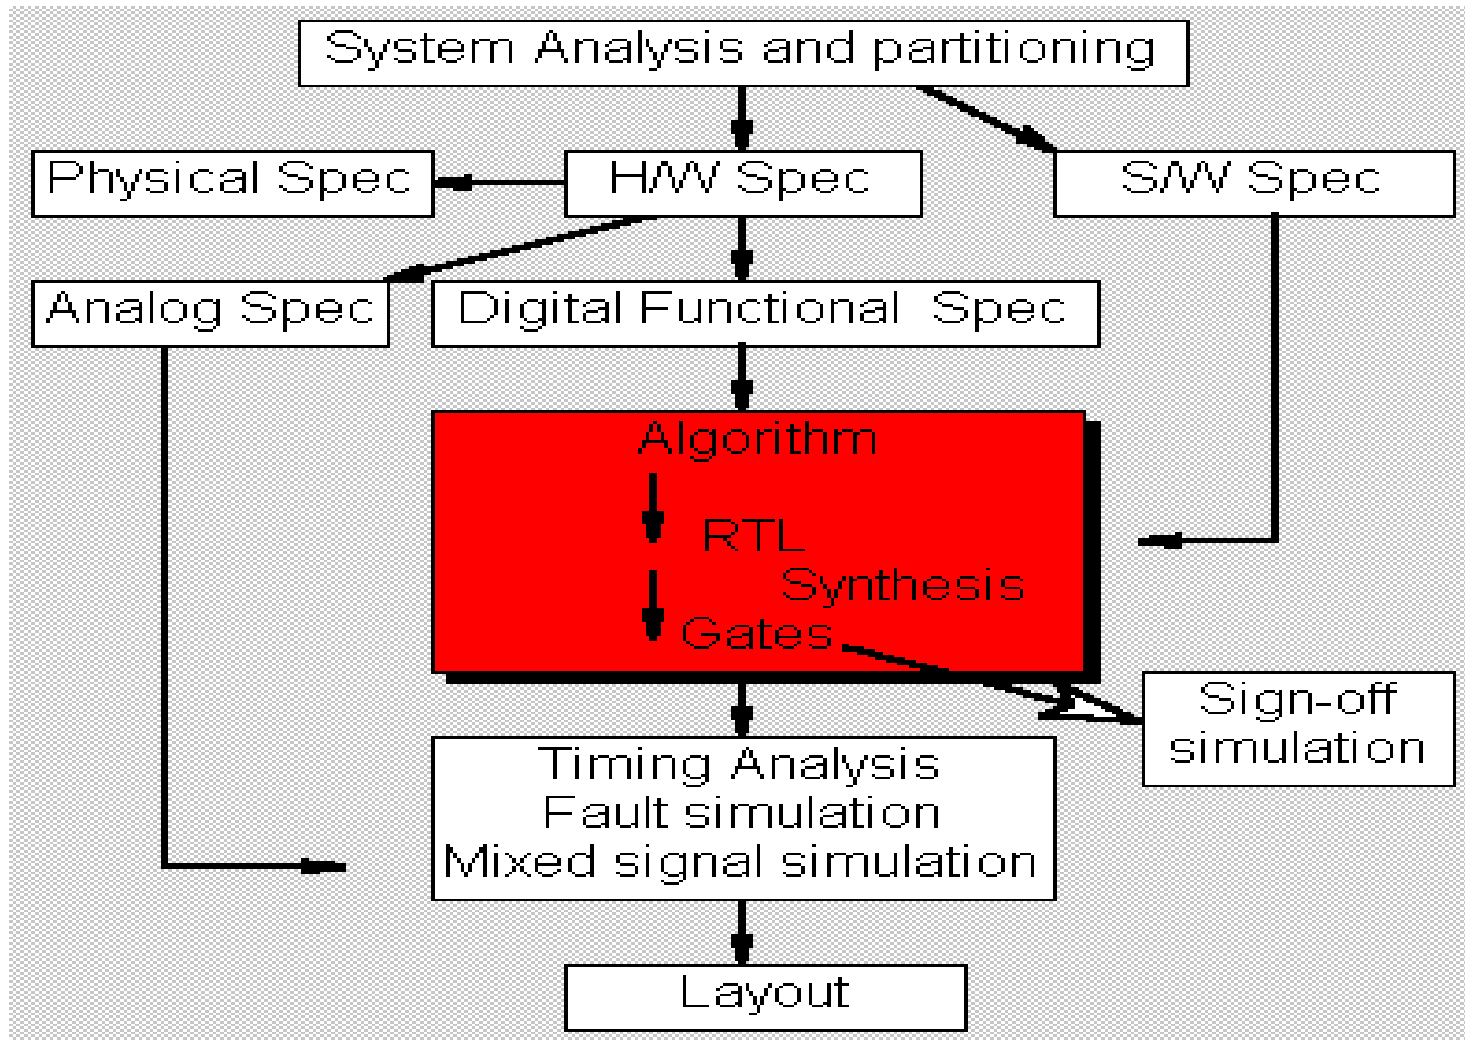 System Analysis and partitioning
Physical Spec
H/W Spec
S/W Spec
Analog Spec
Digital Functional Spec
Algorithm
RTL
Synthesis
Gates
Sign-off
simulation
Timing Analysis
Fault simulation
Mixed signal simulation
Layout